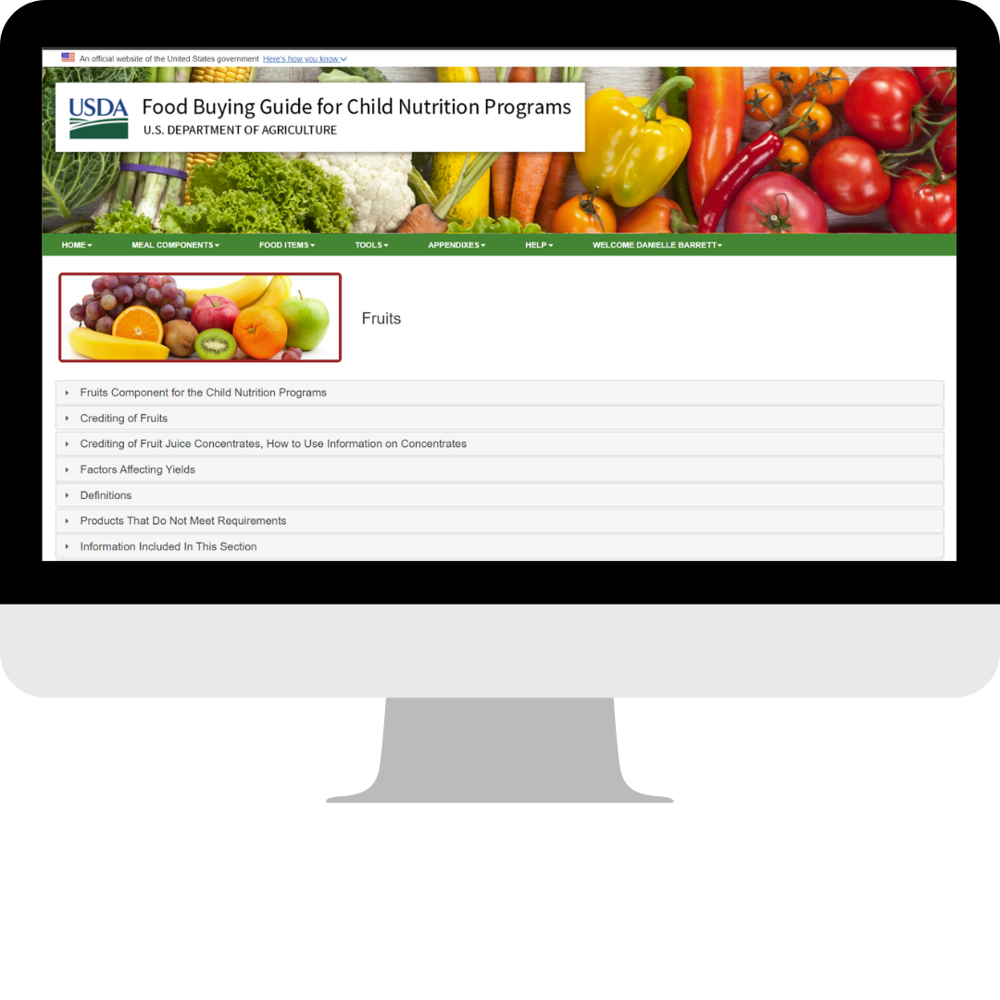 An official website of the United States government Here's how you know
USDA
Food Buying Guide for Child Nutrition Programs
U.S. DEPARTMENT OF AGRICULTURE
HOME MEAL COMPONENTS FOOD ITEMS TOOLS APPENDIXES HELP WELCOME DANIELLE BARRETT
Fruits
Fruits Component for the Child Nutrition Programs
Crediting of Fruits
Crediting of Fruit Juice Concentrates, How to Use Information on Concentrates
Factors Affecting Yields
Definitions
Products That Do Not Meet Requirements
Information Included In This Section